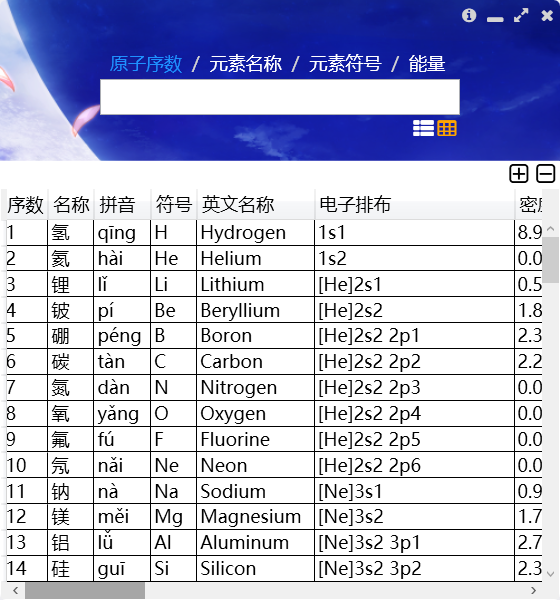 原子序数 / 元素名称 / 元素符号 / 能量
序数 名称 拼音 符号 英文名称 电子排布
1 氢 qīng H Hydrogen 1s1 8.9
2 氦 hài He Helium 1s2 0.0
3 锂 lǐ Li Lithium [He]2s1 0.5
4 铍 pí Be Beryllium [He]2s2 1.8
5 硼 péng B Boron [He]2s2 2p1 2.3
6 碳 tàn C Carbon [He]2s2 2p2 2.2
7 氮 dàn N Nitrogen [He]2s2 2p3 0.0
8 氧 yǎng O Oxygen [He]2s2 2p4 0.0
9 氟 fú F Fluorine [He]2s2 2p5 0.0
10 氖 nǎi Ne Neon [He]2s2 2p6 0.0
11 钠 nà Na Sodium [Ne]3s1 0.9
12 镁 měi Mg Magnesium [Ne]3s2 1.7
13 铝 lǚ Al Aluminum [Ne]3s2 3p1 2.7
14 硅 guī Si Silicon [Ne]3s2 3p2 2.3